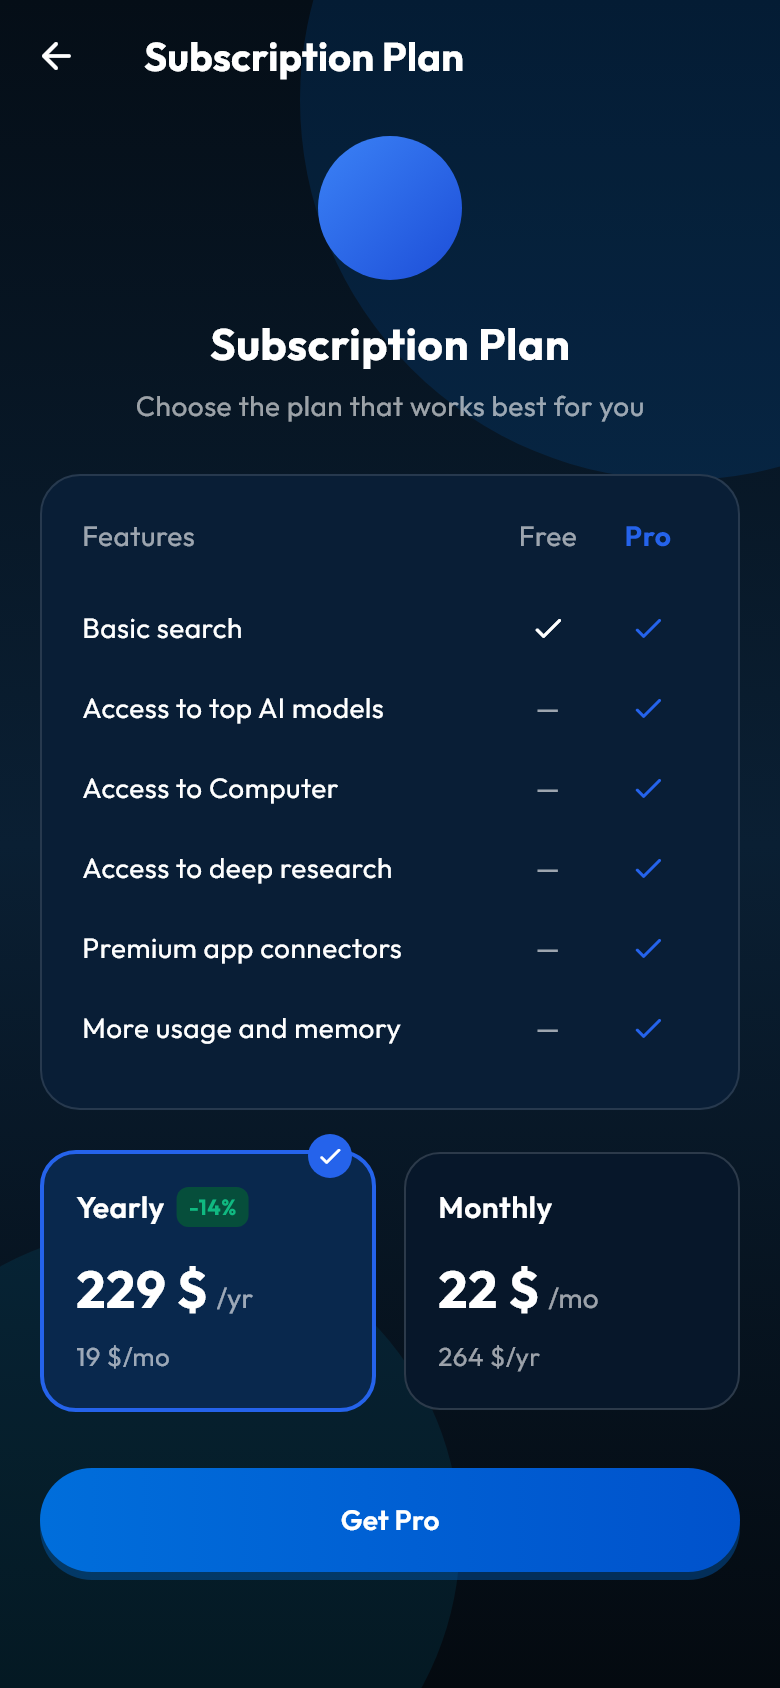 Subscription Plan
Subscription Plan
Choose the plan that works best for you
Features Free Pro
Basic search
Access to top AI models —
Access to Computer —
Access to deep research —
Premium app connectors —
More usage and memory —
Yearly -14%
229 $ /yr
19 $/mo
Monthly
22 $ /mo
264 $/yr
Get Pro